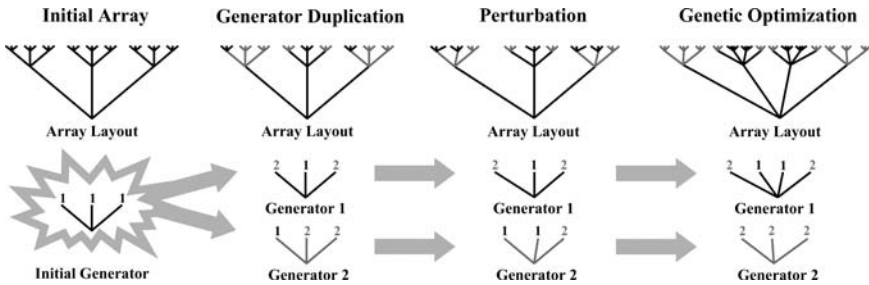 Initial Array Generator Duplication Perturbation Genetic Optimization
Array Layout Array Layout Array Layout Array Layout
2 1 2 2 1 2 2 1 1 2
1 1 1
Generator 1 Generator 1 Generator 1
1 2 2 1 1 2 2 2 2
Initial Generator Generator 2 Generator 2 Generator 2